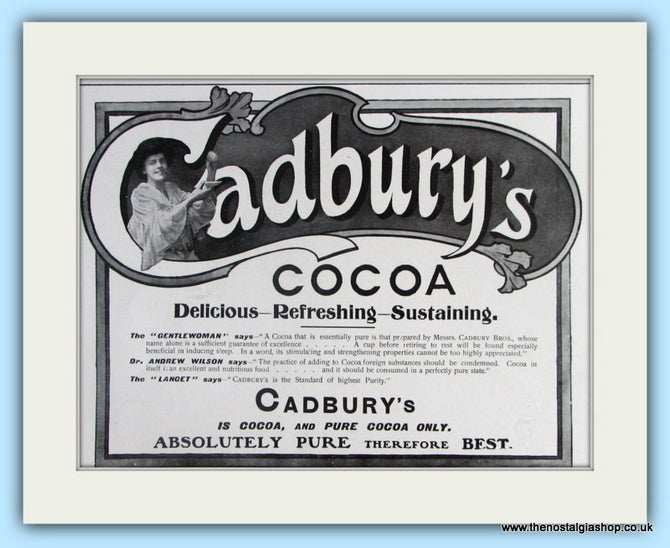 Cadbury's
COCOA
Delicious—Refreshing—Sustaining.
The "GENTLEWOMAN" says—"A Cocoa that is essentially pure is that prepared by Messrs. CADBURY BROS., whose
name alone is a sufficient guarantee of excellence . . . . . A cup before retiring to rest will be found especially
beneficial in inducing sleep. In a word, its stimulating and strengthening properties cannot be too highly appreciated."
Dr. ANDREW WILSON says—"The practice of adding to Cocoa foreign substances should be condemned. Cocoa in
itself is an excellent and nutritious food . . . . . and it should be consumed in a perfectly pure state."
The "LANCET" says—"CADBURY'S is the Standard of highest Purity."
CADBURY'S
IS COCOA, AND PURE COCOA ONLY.
ABSOLUTELY PURE THEREFORE BEST.
www.thenostalgiashop.co.uk